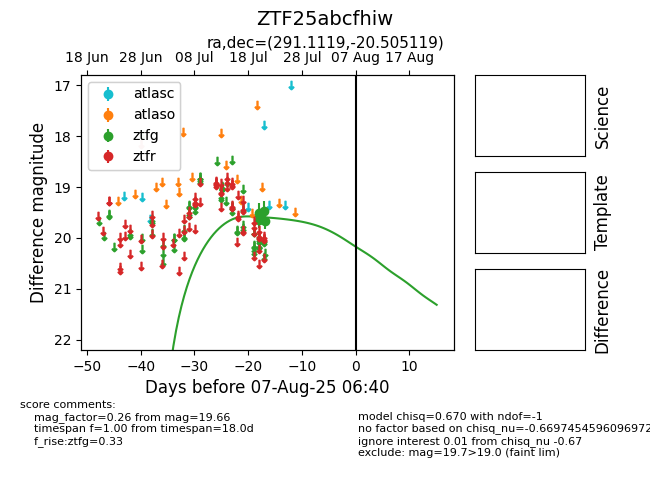 ZTF25abcfhiw
ra,dec=(291.1119,-20.505119)
18 Jun 28 Jun 08 Jul 18 Jul 28 Jul 07 Aug 17 Aug
17
18
19
20
21
22
Difference magnitude
atlasc
atlaso
ztfg
ztfr
−50 −40 −30 −20 −10 0 10
Days before 07-Aug-25 06:40
Science
Template
Difference
score comments:
mag_factor=0.26 from mag=19.66
timespan f=1.00 from timespan=18.0d
f_rise:ztfg=0.33
model chisq=0.670 with ndof=-1
no factor based on chisq_nu=-0.6697454596096972
ignore interest 0.01 from chisq_nu -0.67
exclude: mag=19.7>19.0 (faint lim)